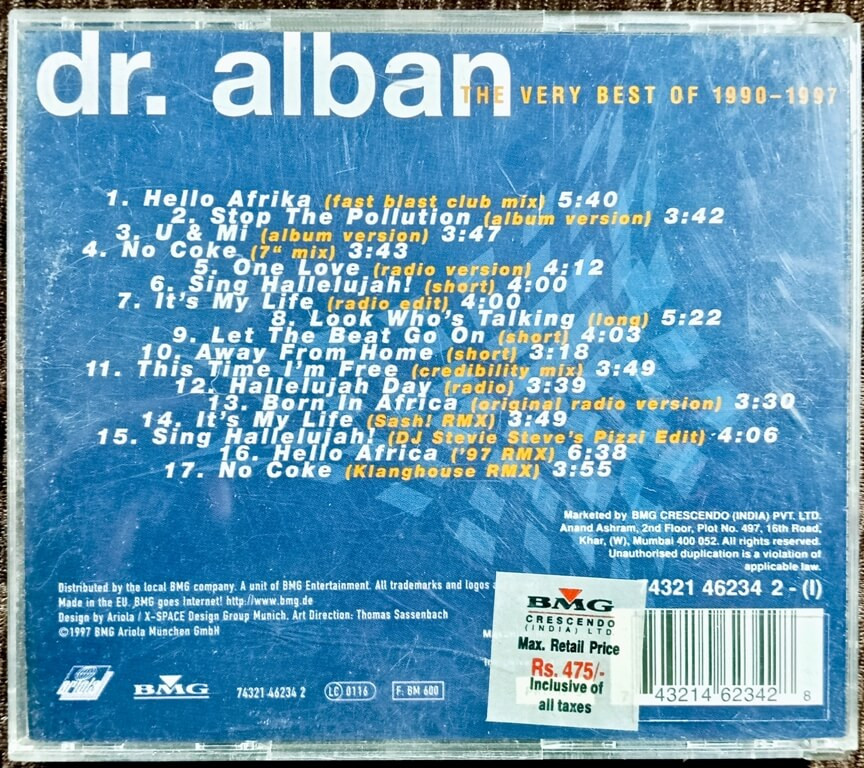 dr. alban
THE VERY BEST OF 1990-1997
1. Hello Afrika (fast blast club mix) 5:40
2. Stop The Pollution (album version) 3:42
3. U & Mi (album version) 3:47
4. No Coke (7" mix) 3:43
5. One Love (radio version) 4:12
6. Sing Hallelujah! (short) 4:00
7. It's My Life (radio edit) 4:00
8. Look Who's Talking (long) 5:22
9. Let The Beat Go On (short) 4:03
10. Away From Home (short) 3:18
11. This Time I'm Free (credibility mix) 3:49
12. Hallelujah Day (radio) 3:39
13. Born In Africa (original radio version) 3:30
14. It's My Life (Sash! RMX) 3:49
15. Sing Hallelujah! (DJ Stevie Steve's Pizzi Edit) 4:06
16. Hello Africa ('97 RMX) 6:38
17. No Coke (Klanghouse RMX) 3:55
Marketed by BMG CRESCENDO (INDIA) PVT. LTD.
Anand Ashram, 2nd Floor, Plot No. 497, 16th Road,
Khar, (W), Mumbai 400 052. All rights reserved.
Unauthorised duplication is a violation of
applicable law.
Distributed by the local BMG company. A unit of BMG Entertainment. All trademarks and logos
Made in the EU. BMG goes Internet! http://www.bmg.de
Design by Ariola / X-SPACE Design Group Munich. Art Direction: Thomas Sassenbach
©1997 BMG Ariola München GmbH
74321 46234 2 - (I)
BMG
CRESCENDO
(INDIA) LTD
Max. Retail Price
Rs. 475/-
Inclusive of
all taxes
ariola
BMG
74321 46234 2
LC 0116
F: BM 600
7 43214 62342 8